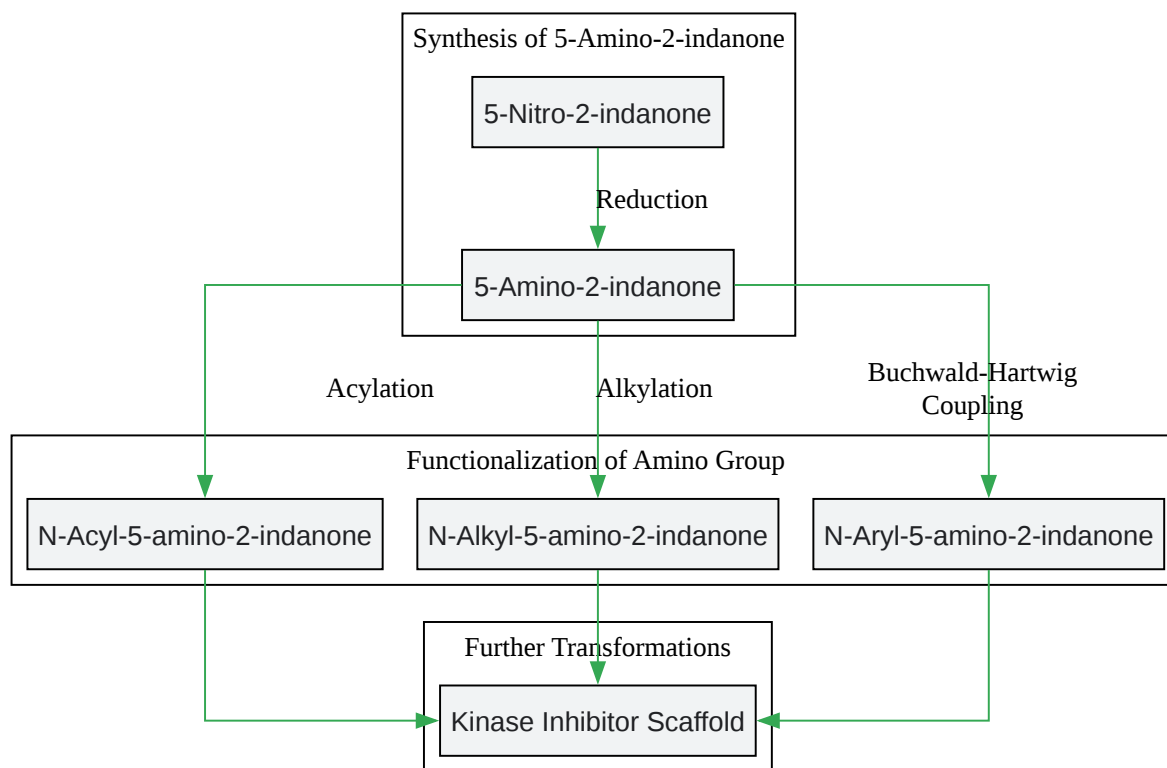 Synthesis of 5-Amino-2-indanone
5-Nitro-2-indanone
Reduction
5-Amino-2-indanone
Acylation
Alkylation
Buchwald-Hartwig
Coupling
Functionalization of Amino Group
N-Acyl-5-amino-2-indanone
N-Alkyl-5-amino-2-indanone
N-Aryl-5-amino-2-indanone
Further Transformations
Kinase Inhibitor Scaffold